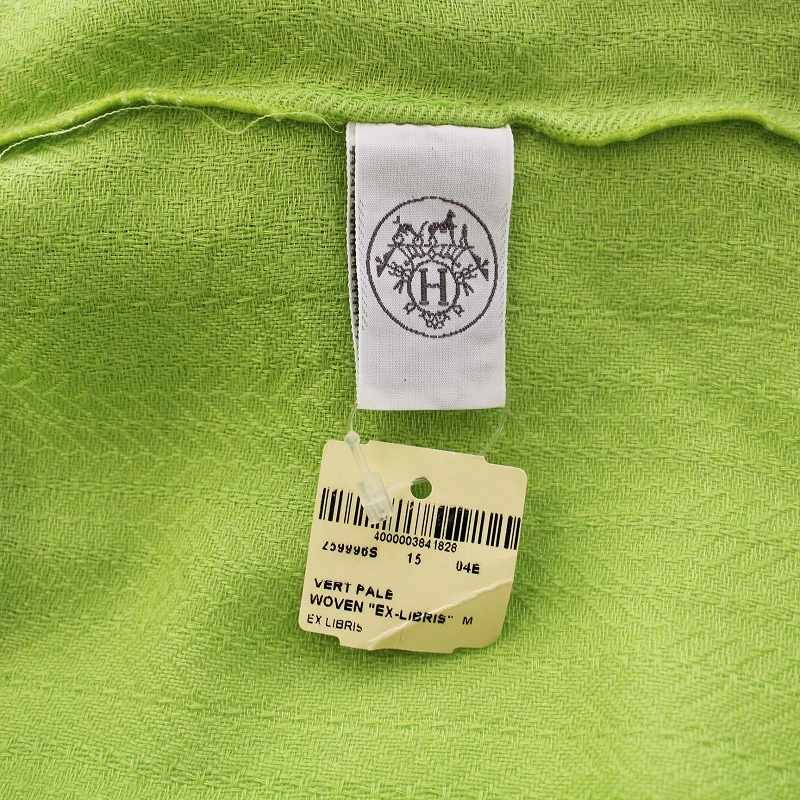 H
4000003841828
259996S 15 04E
VERT PALE
WOVEN "EX-LIBRIS" M
EX LIBRIS